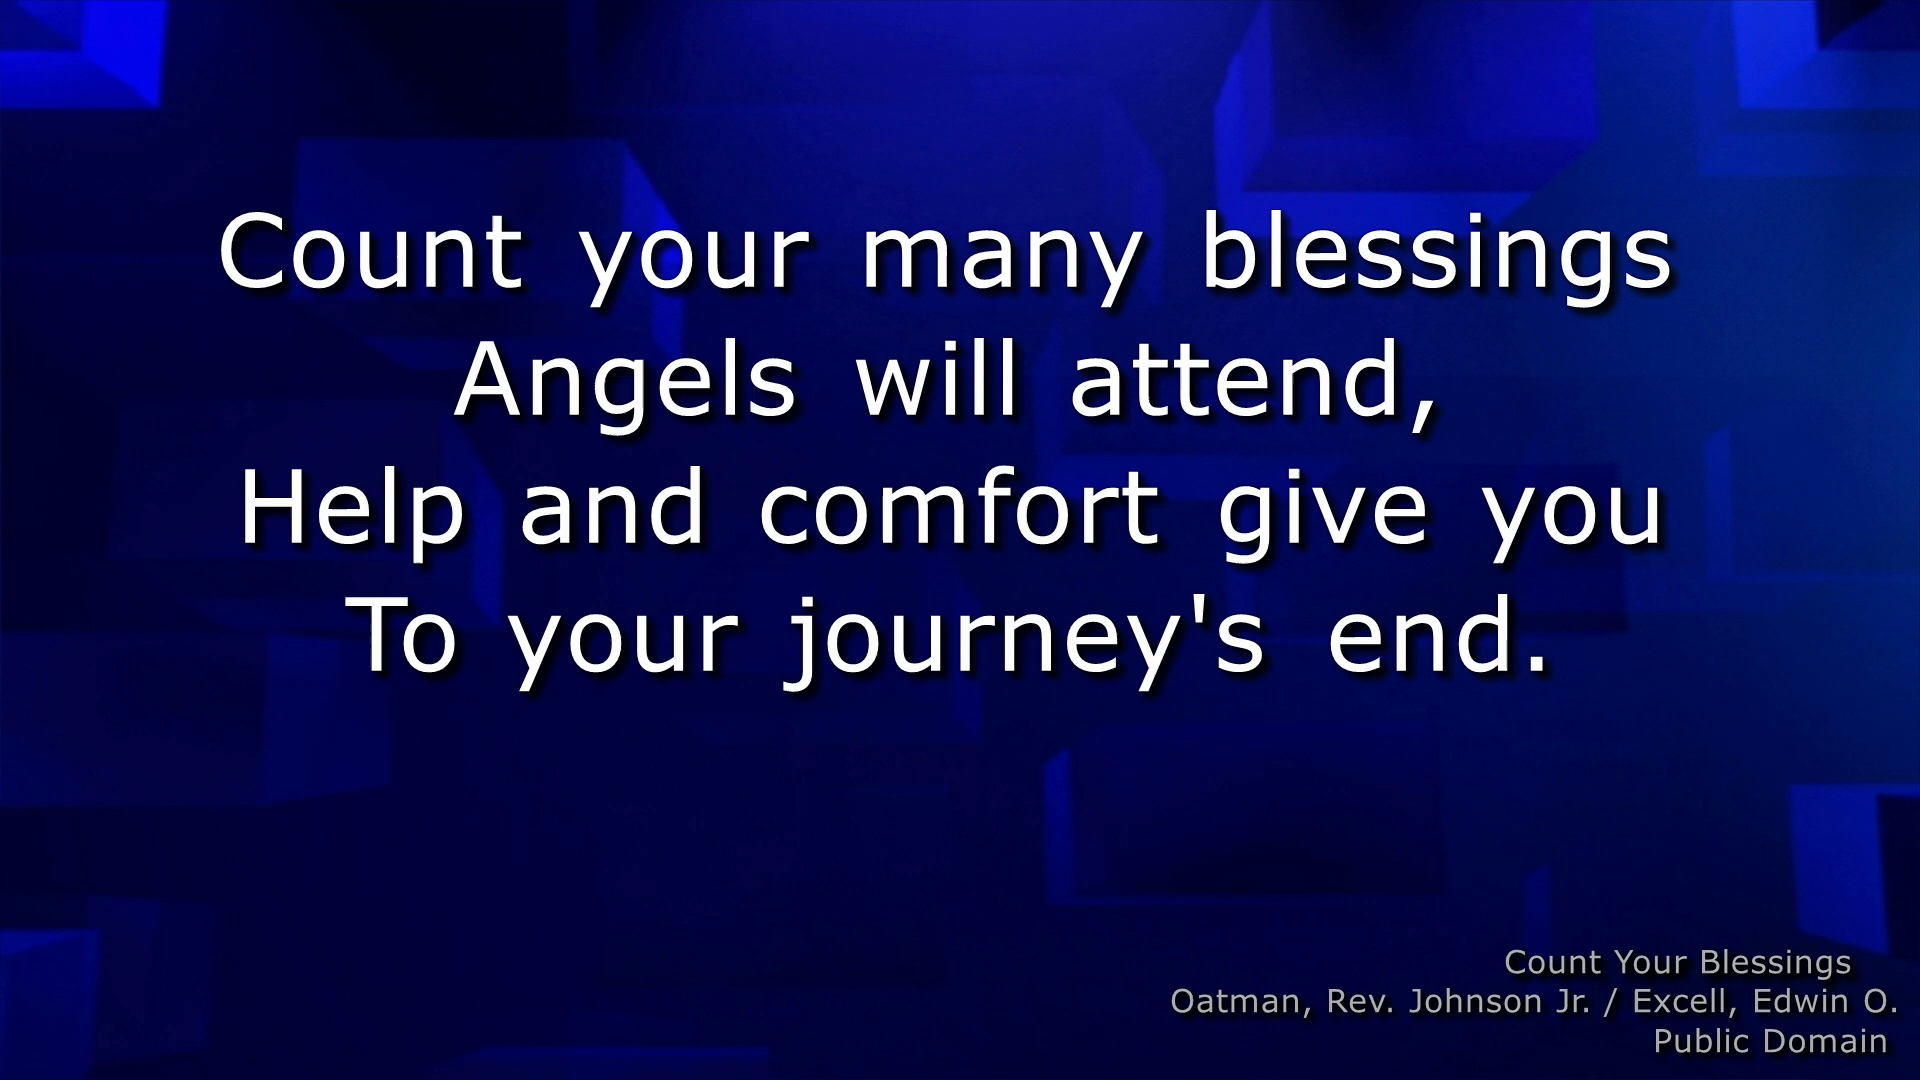 Count your many blessings
Angels will attend,
Help and comfort give you
To your journey's end.
Count Your Blessings
Oatman, Rev. Johnson Jr. / Excell, Edwin O.
Public Domain